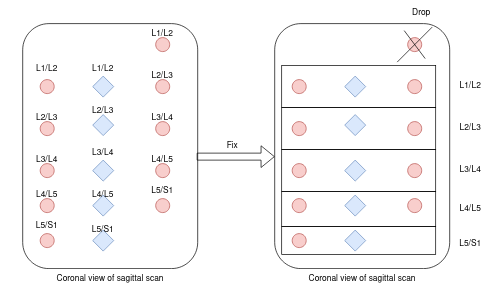 Drop
L1/L2
L1/L2 L1/L2
L2/L3
L1/L2
L2/L3
L2/L3 L3/L4
L2/L3
Fix
L3/L4
L3/L4 L4/L5
L3/L4
L4/L5 L4/L5 L5/S1
L4/L5
L5/S1 L5/S1
L5/S1
Coronal view of sagittal scan
Coronal view of sagittal scan